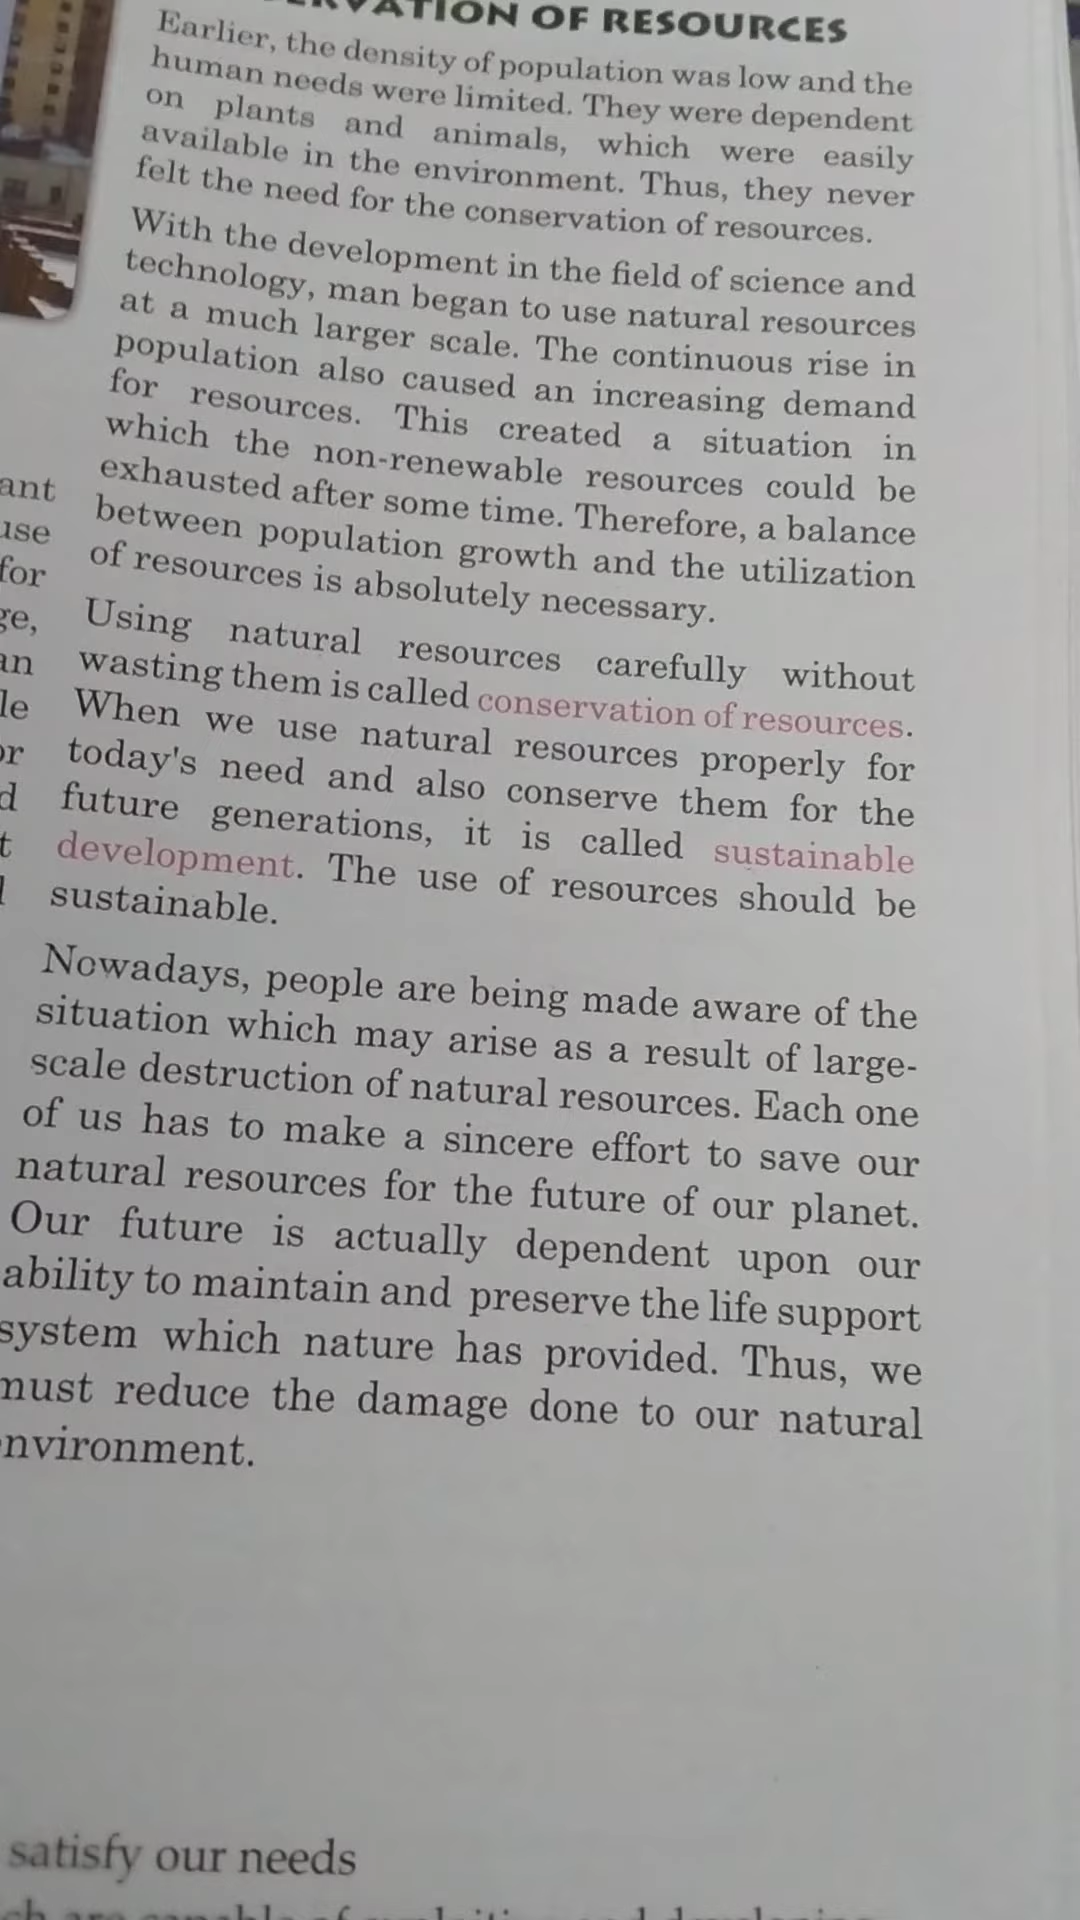 OF RESOURCES
Earlier, the density of population was low and the
human needs were limited. They were dependent
on plants and animals, which were easily
available in the environment. Thus, they never
felt the need for the conservation of resources.
With the development in the field of science and
technology, man began to use natural resources
at a much larger scale. The continuous rise in
population also caused an increasing demand
for resources. This created a situation in
which the non-renewable resources could be
exhausted after some time. Therefore, a balance
between population growth and the utilization
of resources is absolutely necessary.
Using natural resources carefully without
wasting them is called conservation of resources.
When we use natural resources properly for
today's need and also conserve them for the
future generations, it is called sustainable
development. The use of resources should be
sustainable.
Nowadays, people are being made aware of the
situation which may arise as a result of large-
scale destruction of natural resources. Each one
of us has to make a sincere effort to save our
natural resources for the future of our planet.
Our future is actually dependent upon our
ability to maintain and preserve the life support
system which nature has provided. Thus, we
must reduce the damage done to our natural
nvironment.
satisfy our needs